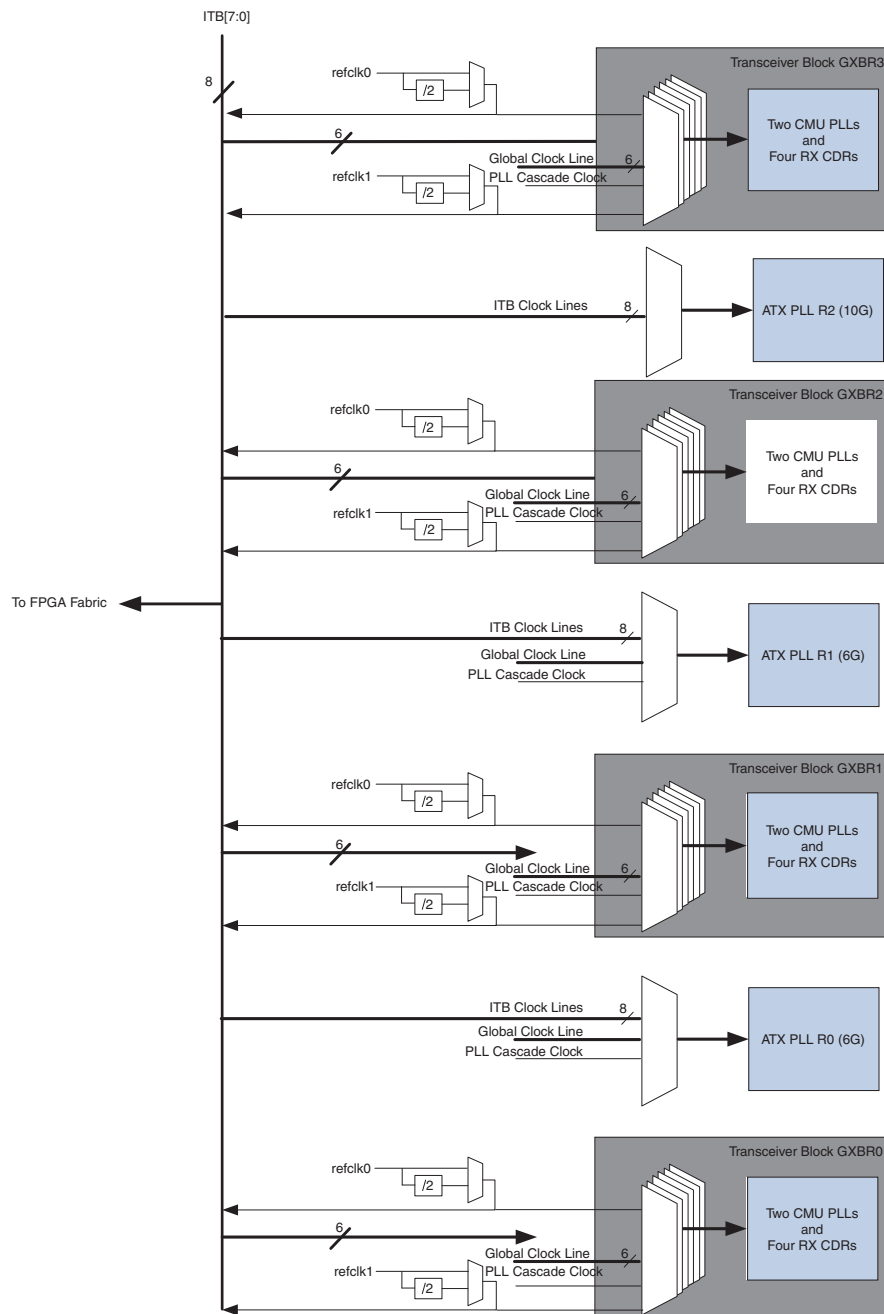 ITB[7:0]
8
refclk0
/2
Transceiver Block GXBR3
Two CMU PLLs
and
Four RX CDRs
6
Global Clock Line
6
PLL Cascade Clock
refclk1
/2
ITB Clock Lines
8
ATX PLL R2 (10G)
Transceiver Block GXBR2
refclk0
/2
Two CMU PLLs
and
Four RX CDRs
6
Global Clock Line
6
PLL Cascade Clock
refclk1
/2
To FPGA Fabric
ITB Clock Lines
8
Global Clock Line
PLL Cascade Clock
ATX PLL R1 (6G)
Transceiver Block GXBR1
refclk0
/2
Two CMU PLLs
and
Four RX CDRs
6
Global Clock Line
6
PLL Cascade Clock
refclk1
/2
ITB Clock Lines
8
Global Clock Line
PLL Cascade Clock
ATX PLL R0 (6G)
Transceiver Block GXBR0
refclk0
/2
Two CMU PLLs
and
Four RX CDRs
6
Global Clock Line
6
PLL Cascade Clock
refclk1
/2